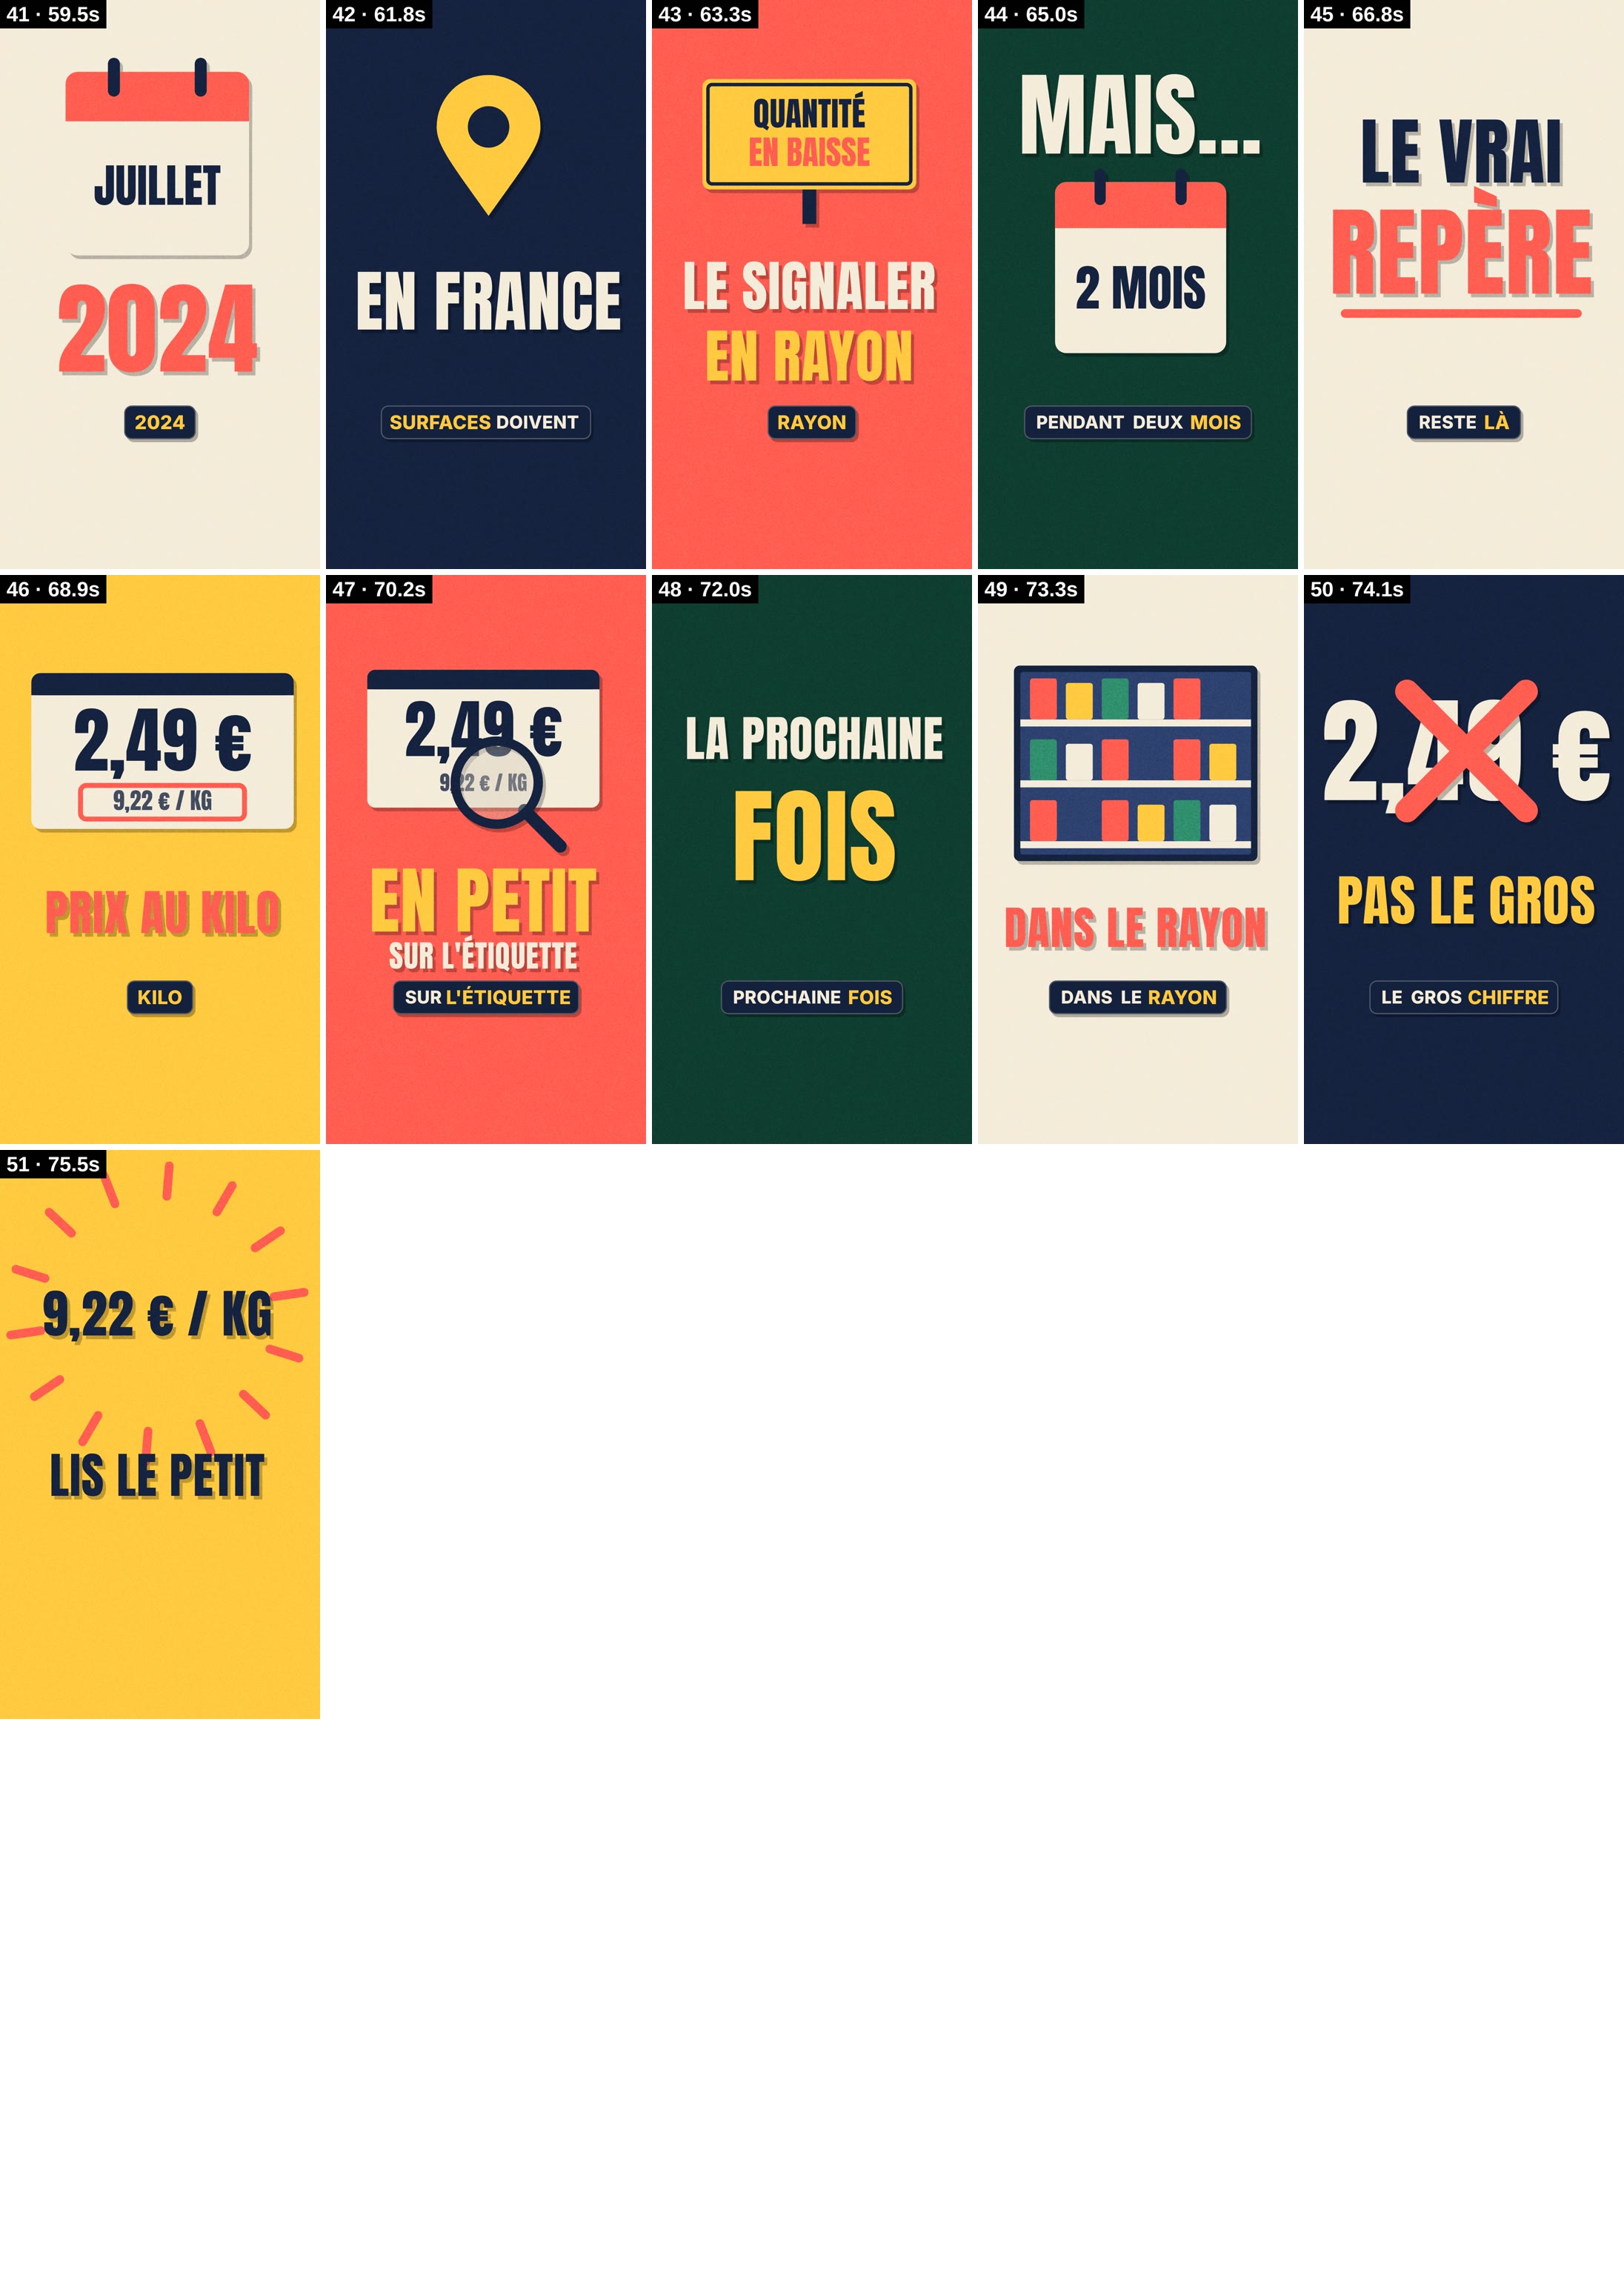 41 · 59.5s
JUILLET
2024
2024
42 · 61.8s
EN FRANCE
SURFACES DOIVENT
43 · 63.3s
QUANTITÉ
EN BAISSE
LE SIGNALER
EN RAYON
RAYON
44 · 65.0s
MAIS...
2 MOIS
PENDANT DEUX MOIS
45 · 66.8s
LE VRAI
REPÈRE
RESTE LÀ
46 · 68.9s
2,49 €
9,22 € / KG
PRIX AU KILO
KILO
47 · 70.2s
2,49 €
9,22 € / KG
EN PETIT
SUR L'ÉTIQUETTE
SUR L'ÉTIQUETTE
48 · 72.0s
LA PROCHAINE
FOIS
PROCHAINE FOIS
49 · 73.3s
DANS LE RAYON
DANS LE RAYON
50 · 74.1s
2,49 €
PAS LE GROS
LE GROS CHIFFRE
51 · 75.5s
9,22 € / KG
LIS LE PETIT